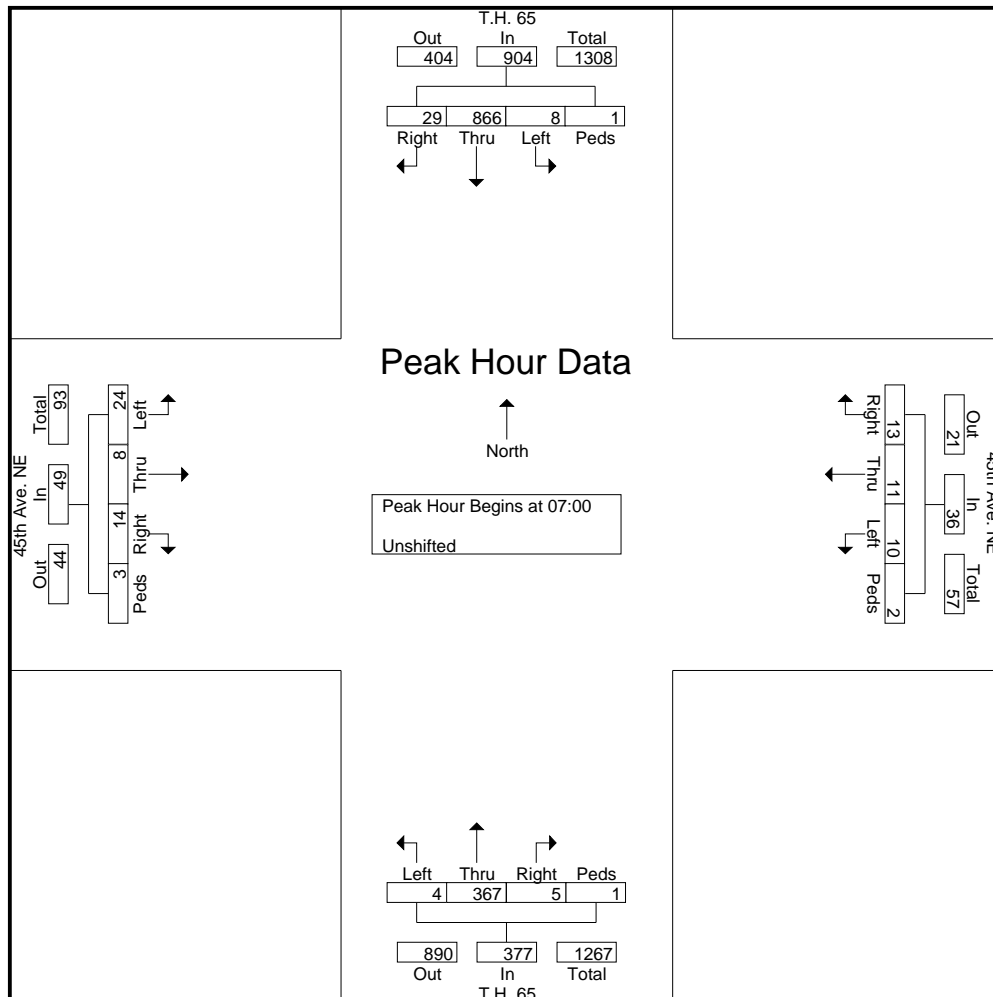 T.H. 65
Out In Total
404 904 1308
29 866 8 1
Right Thru Left Peds
Peak Hour Data
North
Peak Hour Begins at 07:00
Unshifted
45th Ave. NE
Total In Out
93 49 44
24 8 14 3
Left Thru Right Peds
Right Thru Left Peds
13 11 10 2
Out In Total
21 36 57
45th Ave. NE
Left Thru Right Peds
4 367 5 1
890 377 1267
Out In Total
T.H. 65